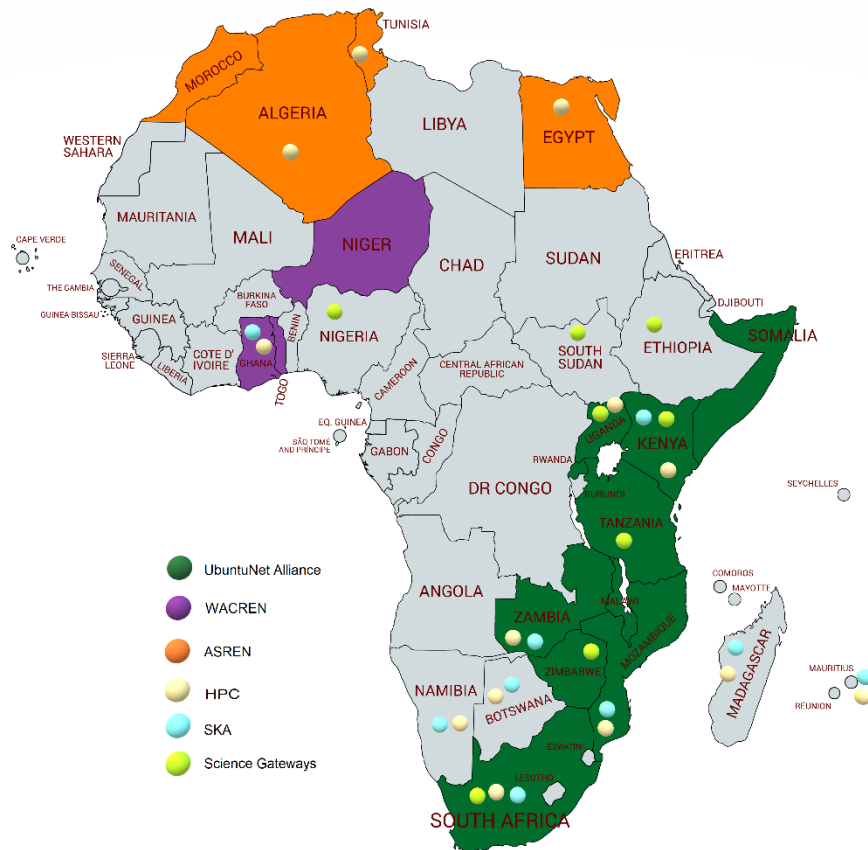 TUNISIA
MOROCCO
ALGERIA
LIBYA
EGYPT
WESTERN
SAHARA
MAURITANIA
MALI
NIGER
CHAD
SUDAN
ERITREA
CAPE VERDE
SENEGAL
THE GAMBIA
GUINEA BISSAU
GUINEA
BURKINA
FASO
BENIN
NIGERIA
DJIBOUTI
SOMALIA
SIERRA
LEONE
LIBERIA
COTE D'
IVOIRE
GHANA
TOGO
CAMEROON
CENTRAL AFRICAN
REPUBLIC
SOUTH
SUDAN
ETHIOPIA
EQ. GUINEA
SÃO TOMÉ
AND PRÍNCIPE
GABON
CONGO
UGANDA
KENYA
RWANDA
DR CONGO
BURUNDI
TANZANIA
SEYCHELLES
COMOROS
MAYOTTE
ANGOLA
ZAMBIA
MALAWI
MOZAMBIQUE
MADAGASCAR
MAURITIUS
RÉUNION
NAMIBIA
BOTSWANA
ZIMBABWE
ESWATINI
LESOTHO
SOUTH AFRICA
UbuntuNet Alliance
WACREN
ASREN
HPC
SKA
Science Gateways